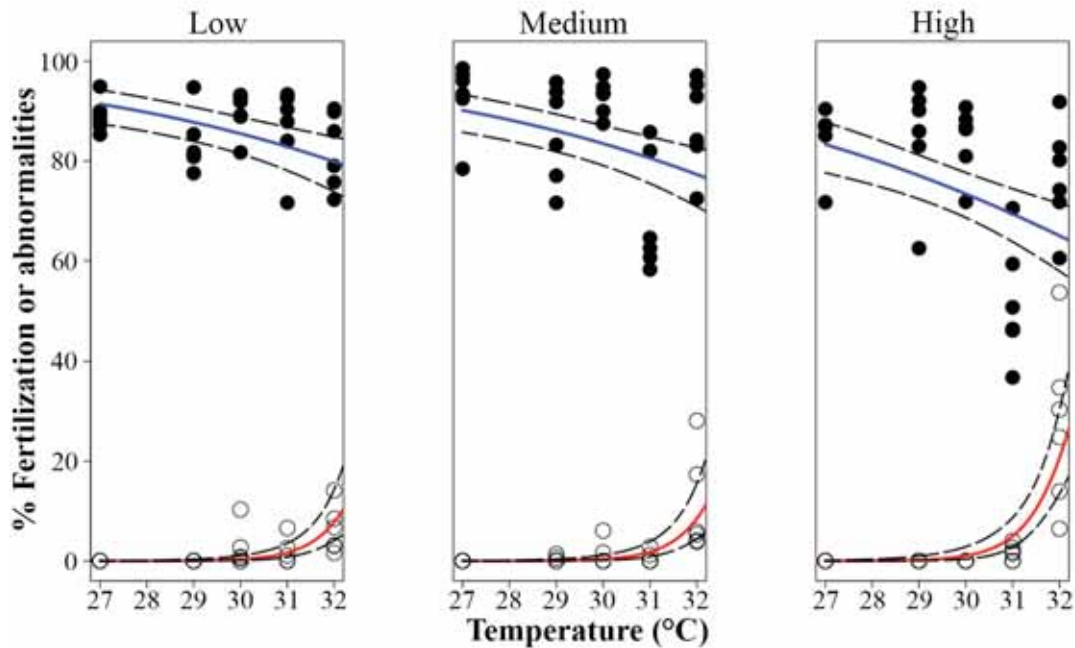 Low Medium High
% Fertilization or abnormalities
100
80
60
40
20
0
27 28 29 30 31 32 27 28 29 30 31 32 27 28 29 30 31 32
Temperature (°C)